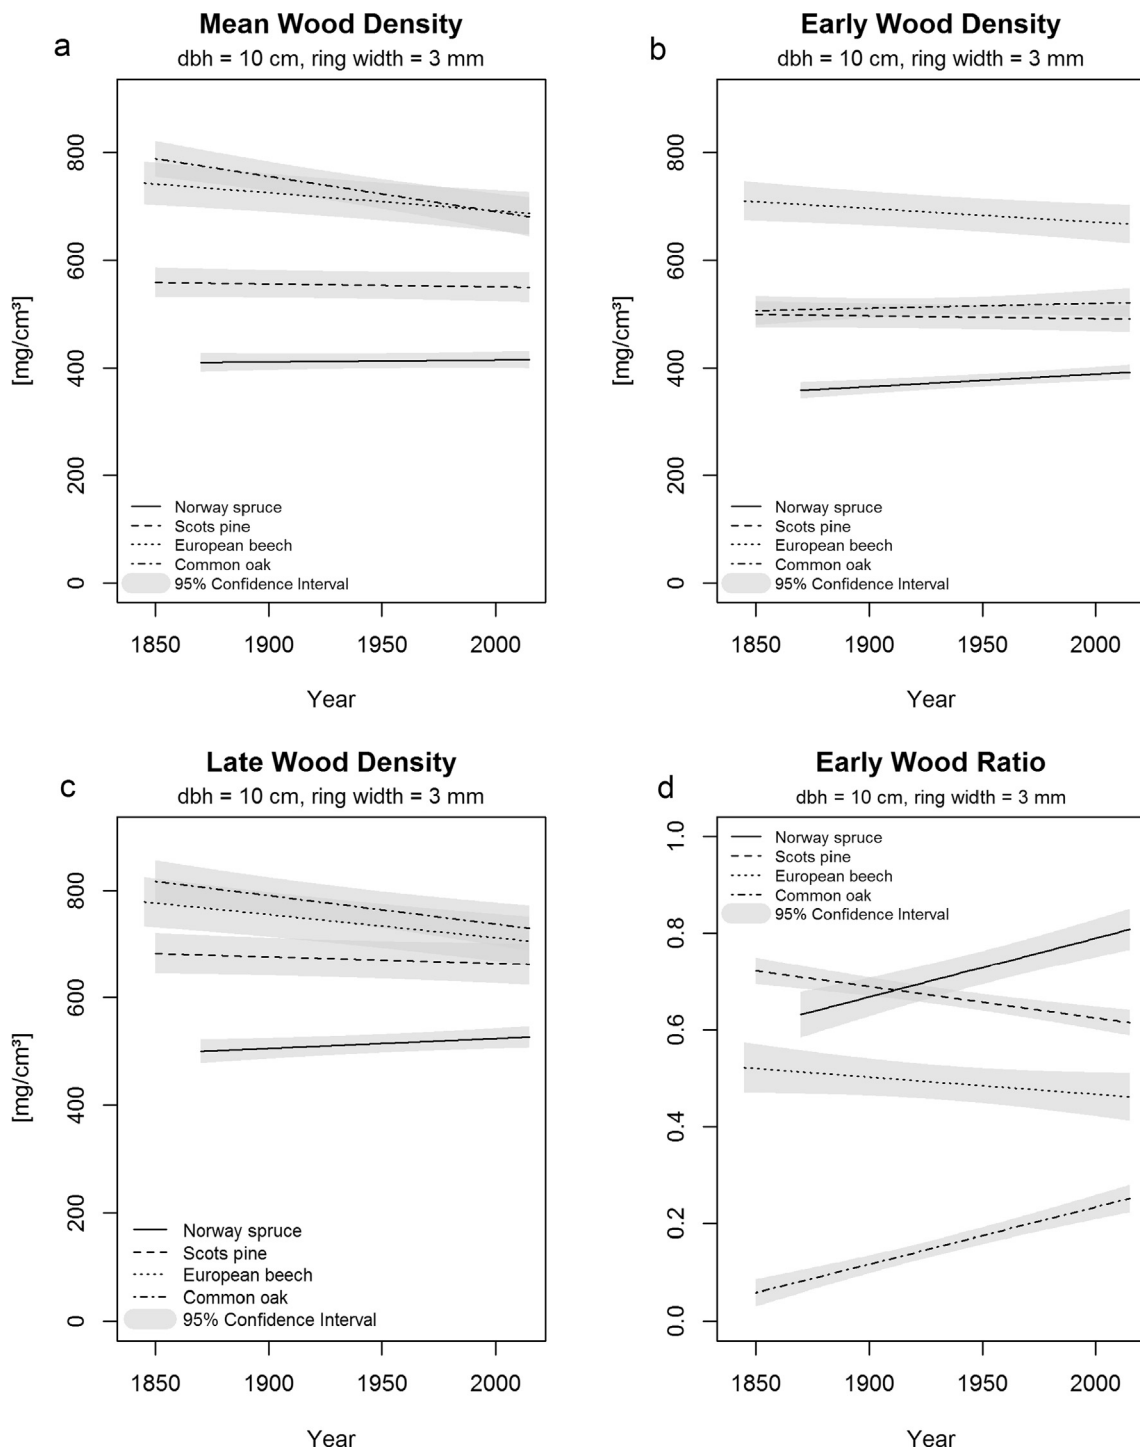 a
Mean Wood Density
dbh = 10 cm, ring width = 3 mm
[mg/cm³]
800
600
400
200
0
Norway spruce
Scots pine
European beech
Common oak
95% Confidence Interval
1850 1900 1950 2000
Year
b
Early Wood Density
dbh = 10 cm, ring width = 3 mm
[mg/cm³]
800
600
400
200
0
Norway spruce
Scots pine
European beech
Common oak
95% Confidence Interval
1850 1900 1950 2000
Year
c
Late Wood Density
dbh = 10 cm, ring width = 3 mm
[mg/cm³]
800
600
400
200
0
Norway spruce
Scots pine
European beech
Common oak
95% Confidence Interval
1850 1900 1950 2000
Year
d
Early Wood Ratio
dbh = 10 cm, ring width = 3 mm
1.0
0.8
0.6
0.4
0.2
0.0
Norway spruce
Scots pine
European beech
Common oak
95% Confidence Interval
1850 1900 1950 2000
Year